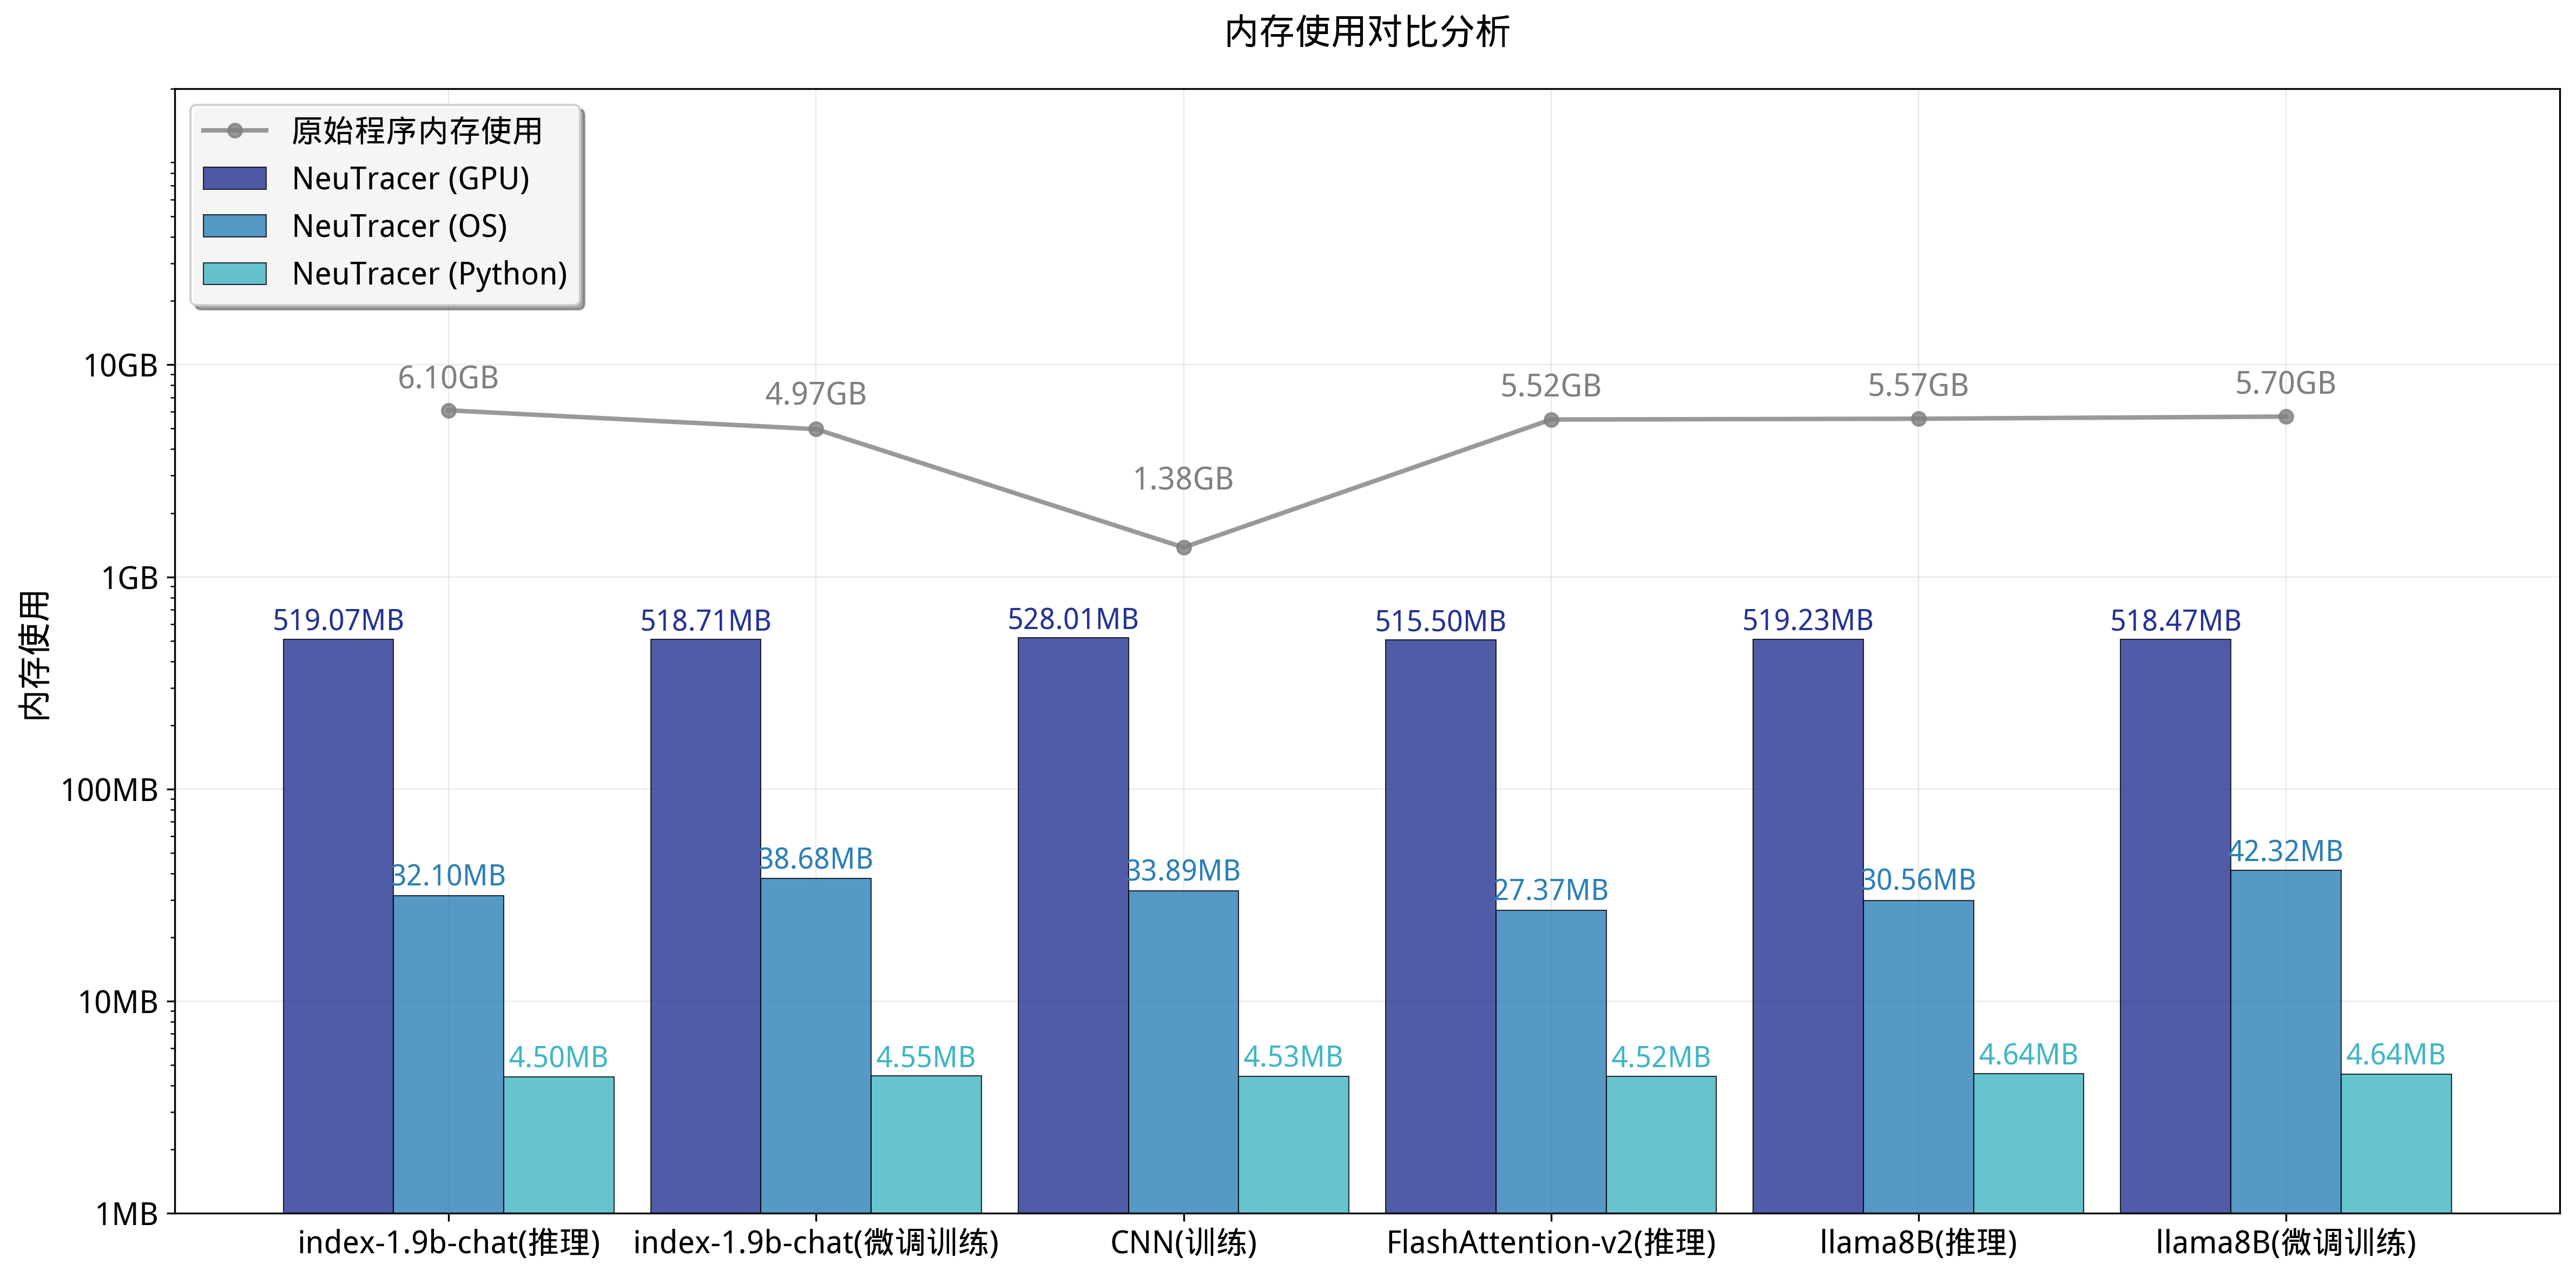 内存使用对比分析
原始程序内存使用
NeuTracer (GPU)
NeuTracer (OS)
NeuTracer (Python)
内存使用
10GB
1GB
100MB
10MB
1MB
6.10GB
4.97GB
1.38GB
5.52GB
5.57GB
5.70GB
519.07MB
518.71MB
528.01MB
515.50MB
519.23MB
518.47MB
32.10MB
38.68MB
33.89MB
27.37MB
30.56MB
42.32MB
4.50MB
4.55MB
4.53MB
4.52MB
4.64MB
4.64MB
index-1.9b-chat(推理)
index-1.9b-chat(微调训练)
CNN(训练)
FlashAttention-v2(推理)
llama8B(推理)
llama8B(微调训练)